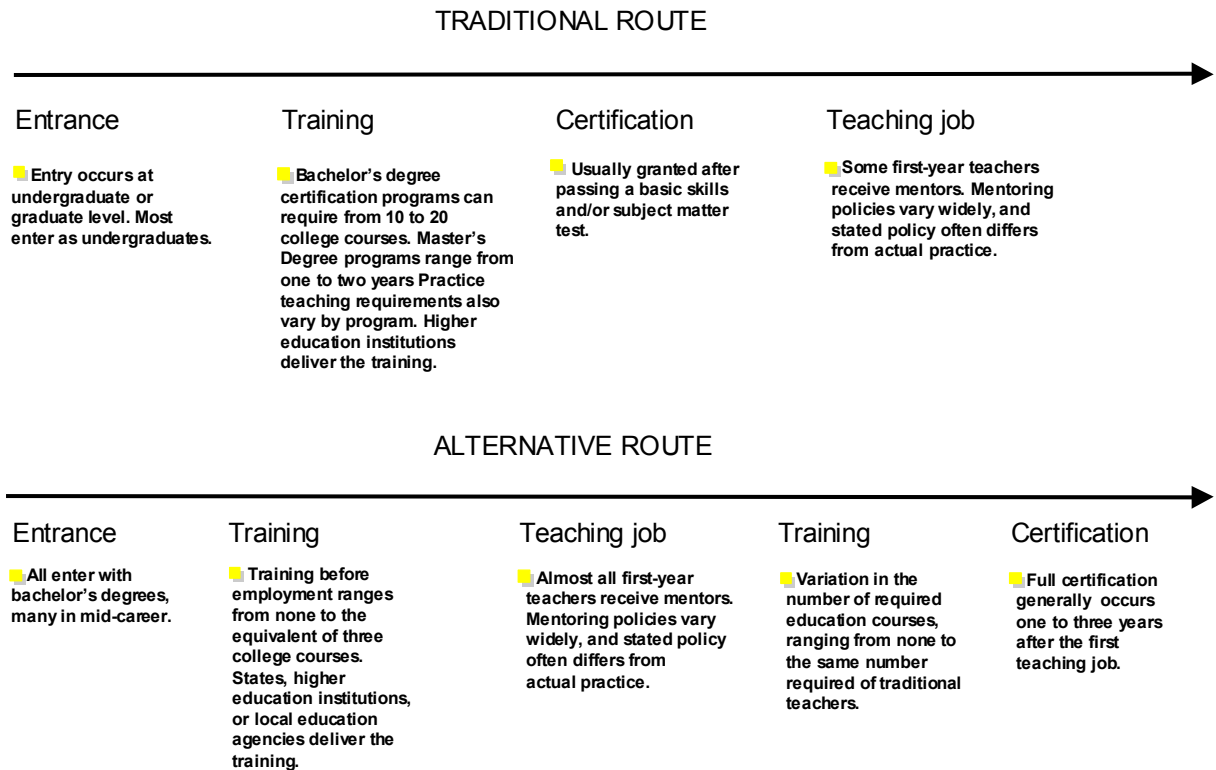 TRADITIONAL ROUTE
Entrance
Entry occurs at
undergraduate or
graduate level. Most
enter as undergraduates.
Training
Bachelor's degree
certification programs can
require from 10 to 20
college courses. Master's
Degree programs range from
one to two years Practice
teaching requirements also
vary by program. Higher
education institutions
deliver the training.
Certification
Usually granted after
passing a basic skills
and/or subject matter
test.
Teaching job
Some first-year teachers
receive mentors. Mentoring
policies vary widely, and
stated policy often differs
from actual practice.
ALTERNATIVE ROUTE
Entrance
All enter with
bachelor's degrees,
many in mid-career.
Training
Training before
employment ranges
from none to the
equivalent of three
college courses.
States, higher
education institutions,
or local education
agencies deliver the
training.
Teaching job
Almost all first-year
teachers receive mentors.
Mentoring policies vary
widely, and stated policy
often differs from
actual practice.
Training
Variation in the
number of required
education courses,
ranging from none to
the same number
required of traditional
teachers.
Certification
Full certification
generally occurs
one to three years
after the first
teaching job.